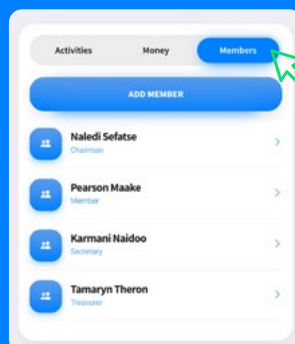 Activities Money Members
ADD MEMBER
Naledi Sefatse
Chairman
Pearson Maake
Member
Karmani Naidoo
Secretary
Tamaryn Theron
Treasurer